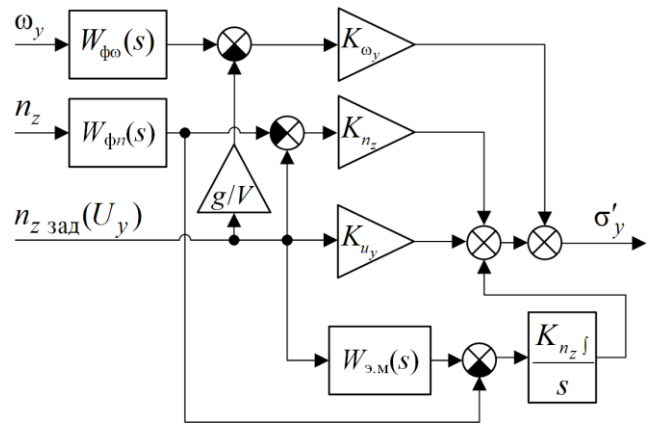 ω_y
W_фω(s)
K_ω_y
n_z
W_фn(s)
K_n_z
g/V
n_z зад(U_y)
K_u_y
σ′_y
W_э.м(s)
K_n_z ∫
s